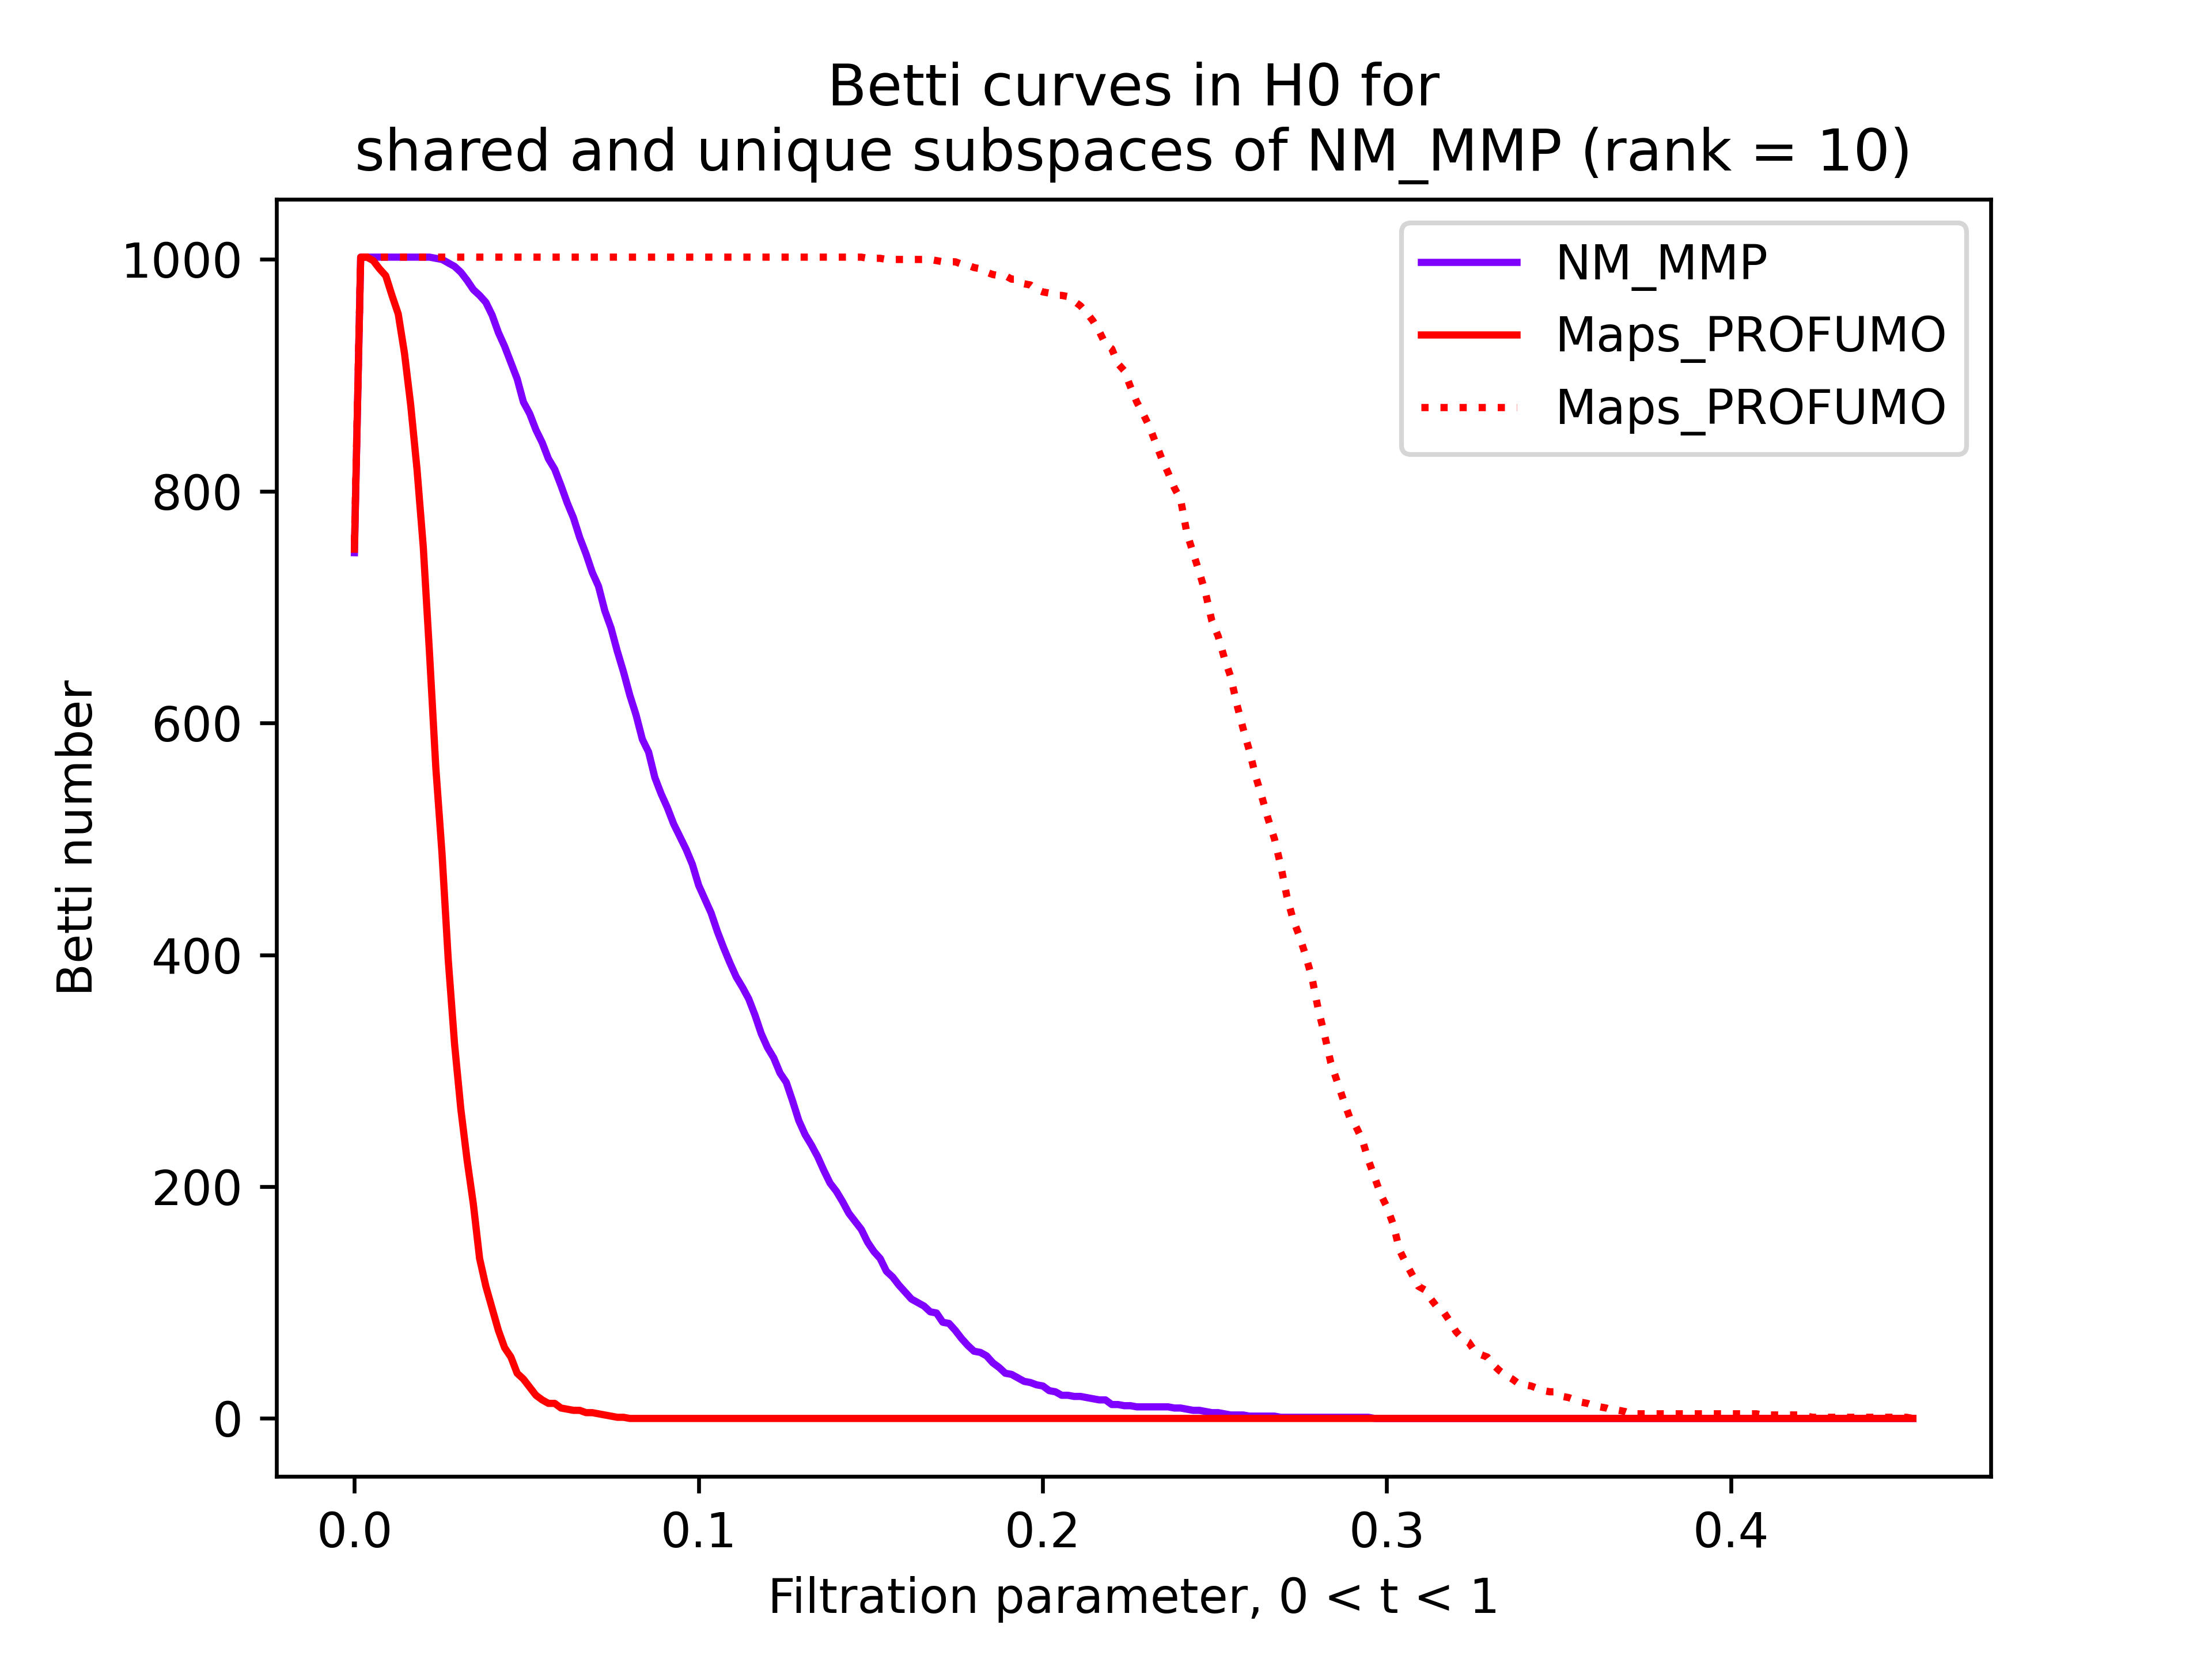 Betti curves in H0 for
shared and unique subspaces of NM_MMP (rank = 10)
NM_MMP
Maps_PROFUMO
Maps_PROFUMO
1000
800
600
400
200
0
Betti number
0.0
0.1
0.2
0.3
0.4
Filtration parameter, 0 < t < 1